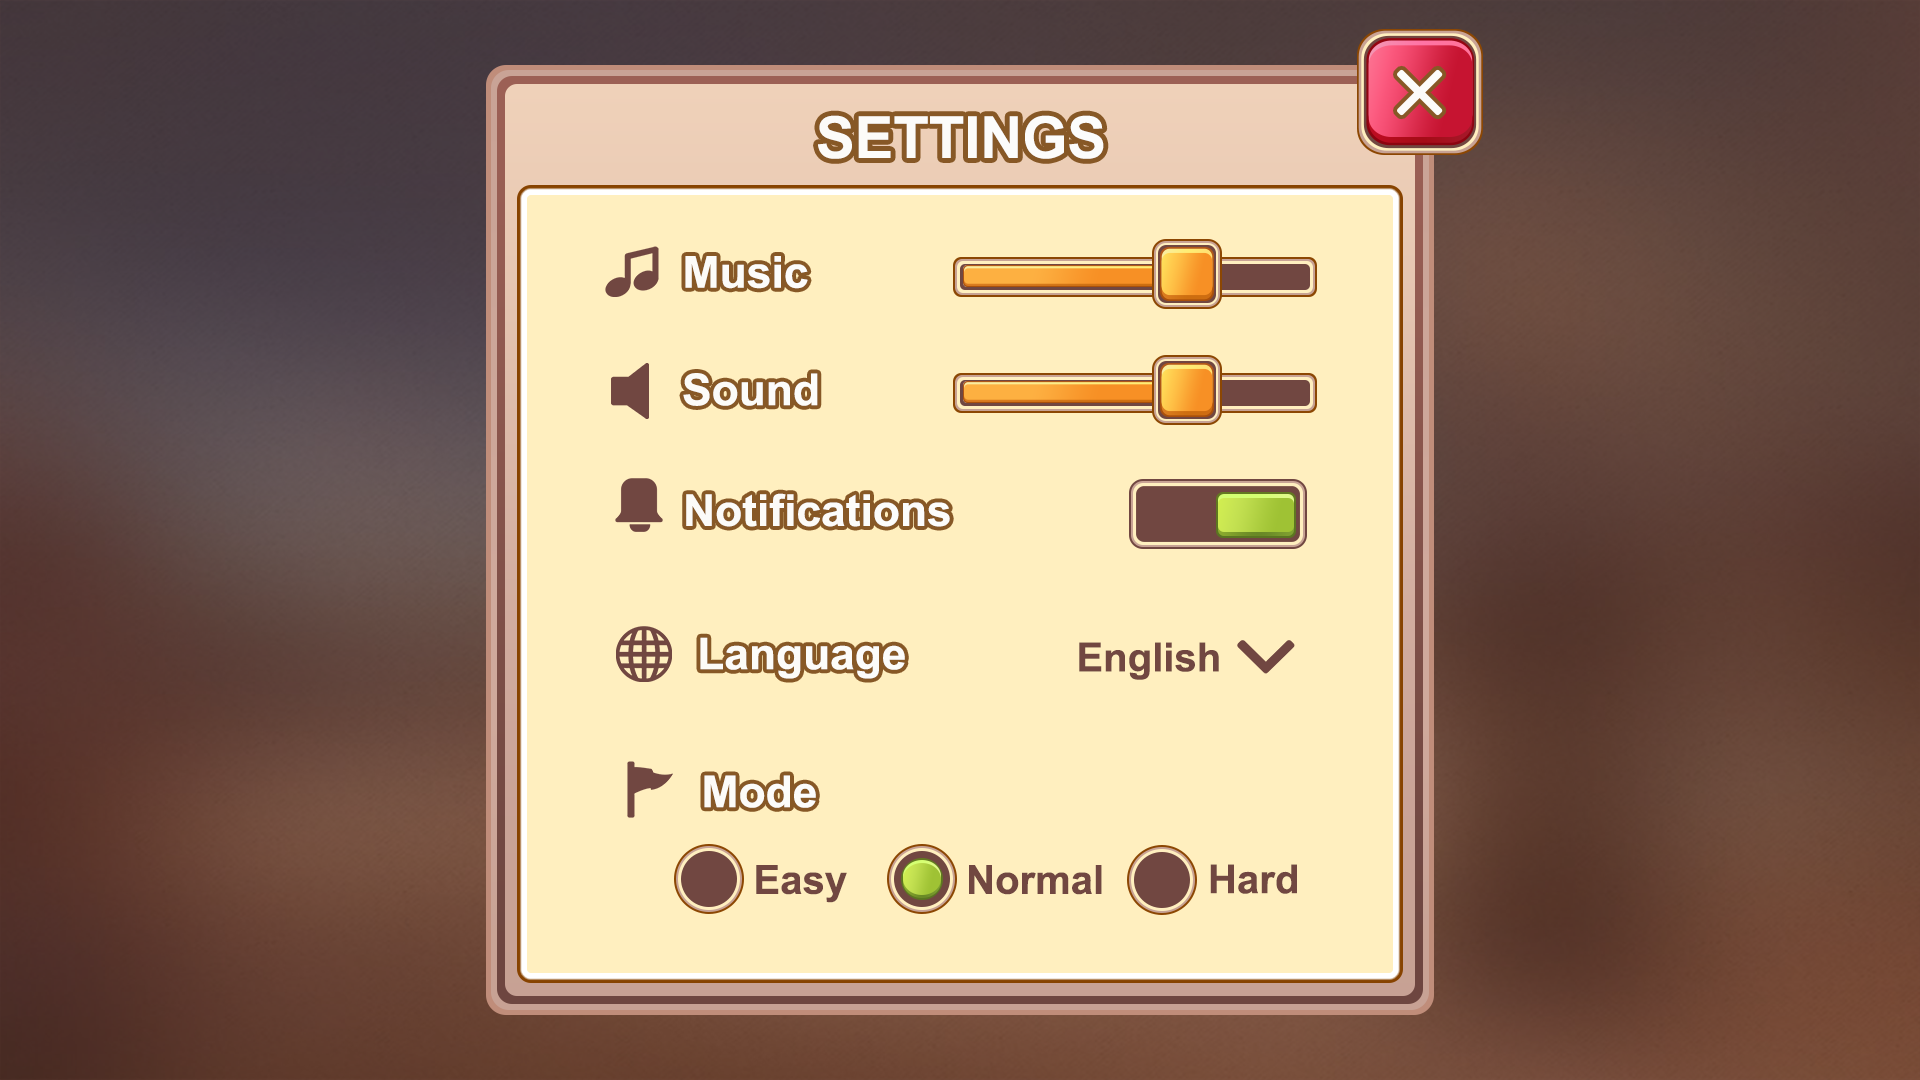 SETTINGS
Music
Sound
Notifications
Language English
Mode
Easy Normal Hard